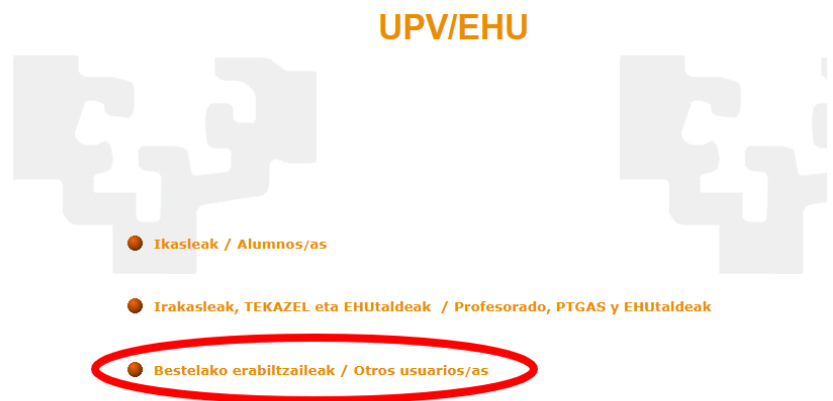 UPV/EHU
Ikasleak / Alumnos/as
Irakasleak, TEKAZEL eta EHUtaldeak / Profesorado, PTGAS y EHUtaldeak
Bestelako erabiltzaileak / Otros usuarios/as